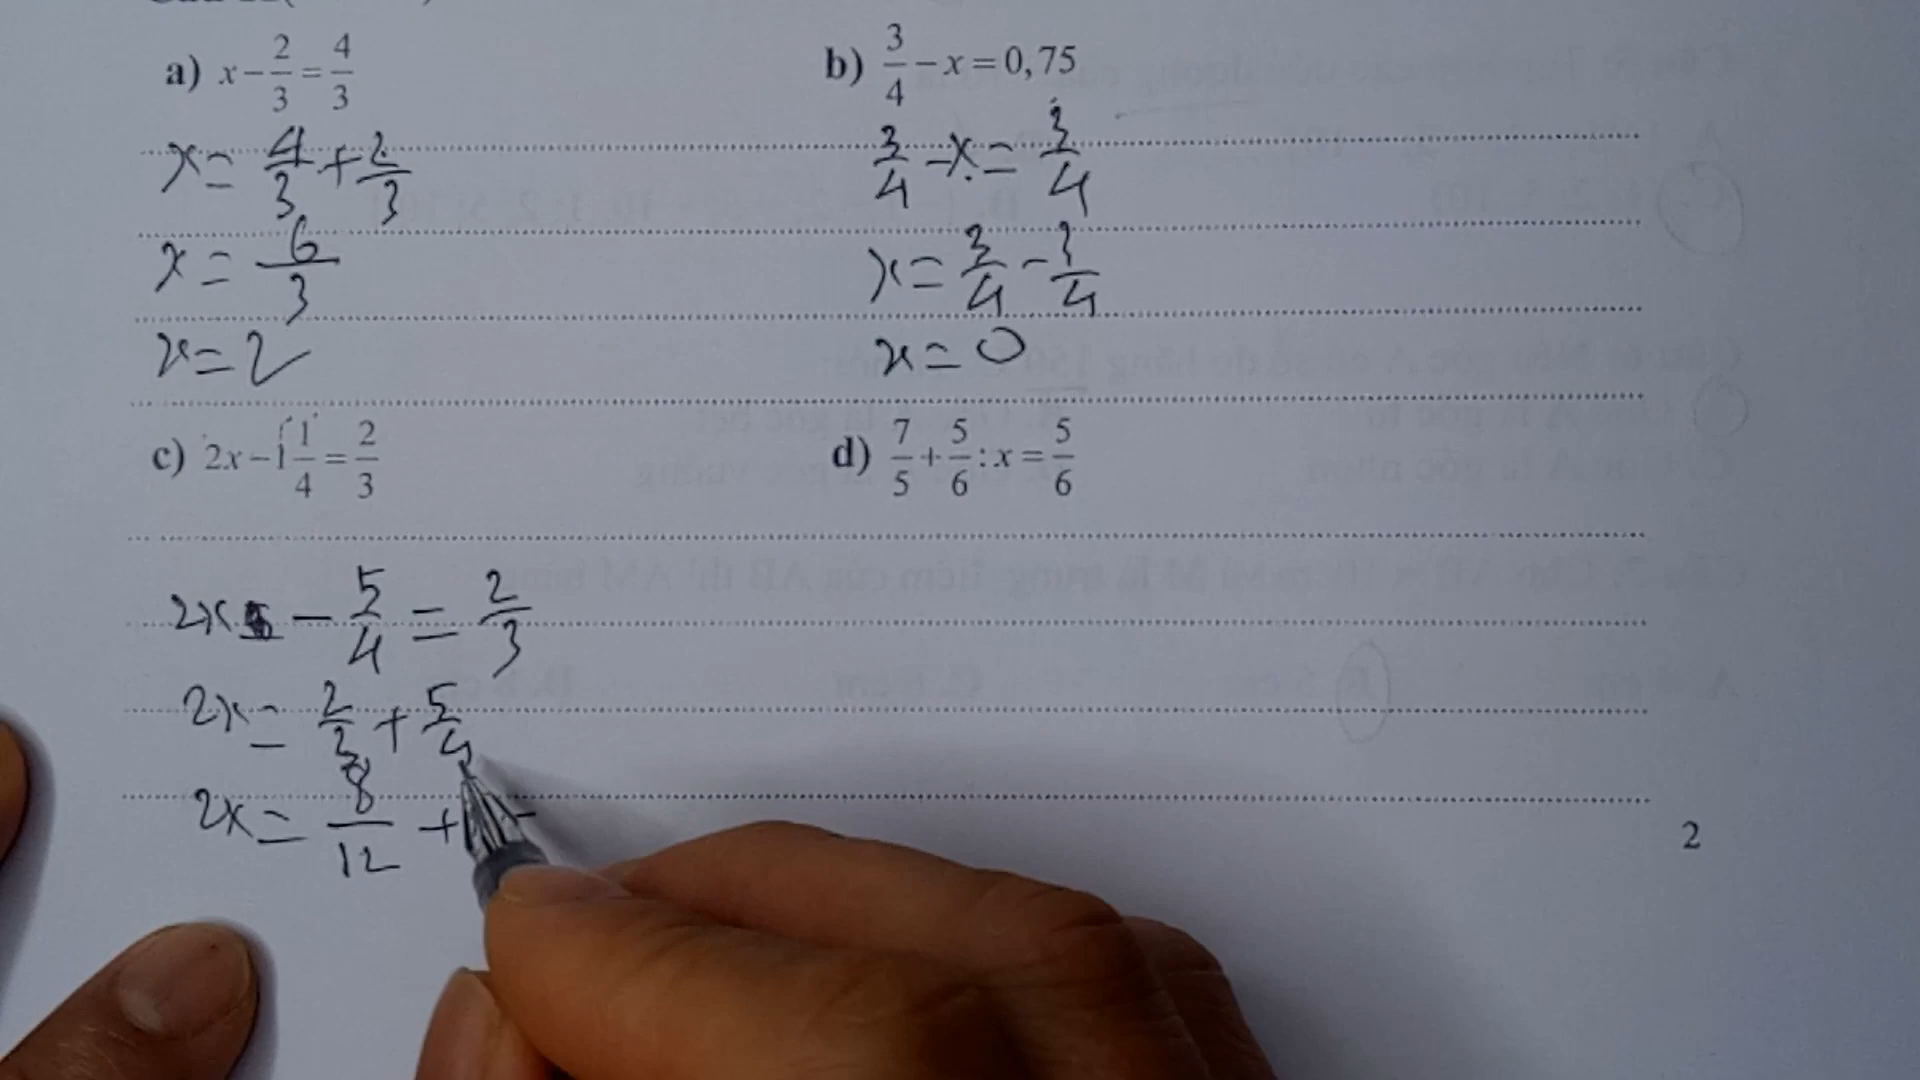 a) x - 2/3 = 4/3
x = 4/3 + 2/3
x = 6/3
x = 2
b) 3/4 - x = 0,75
3/4 - x = 3/4
x = 3/4 - 3/4
x = 0
c) 2x - 1 1/4 = 2/3
2x - 5/4 = 2/3
2x = 2/3 + 5/4
2x = 8/12 +
d) 7/5 + 5/6 : x = 5/6
2